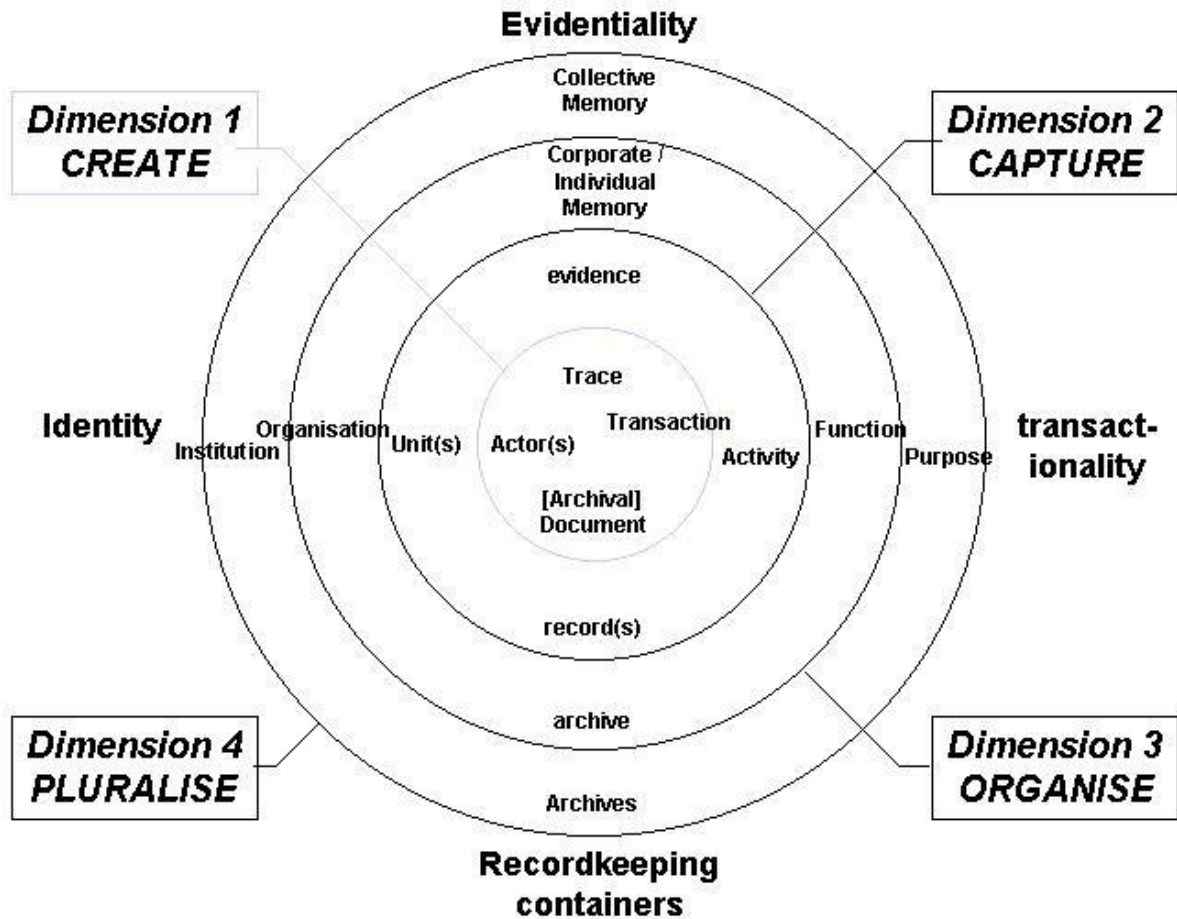 Evidentiality
Collective
Memory
Dimension 1
CREATE
Dimension 2
CAPTURE
Corporate /
Individual
Memory
evidence
Trace
Transaction
Identity
Institution
Organisation
Unit(s)
Actor(s)
Activity
Function
Purpose
transact-
ionality
[Archival]
Document
record(s)
archive
Dimension 4
PLURALISE
Dimension 3
ORGANISE
Archives
Recordkeeping
containers